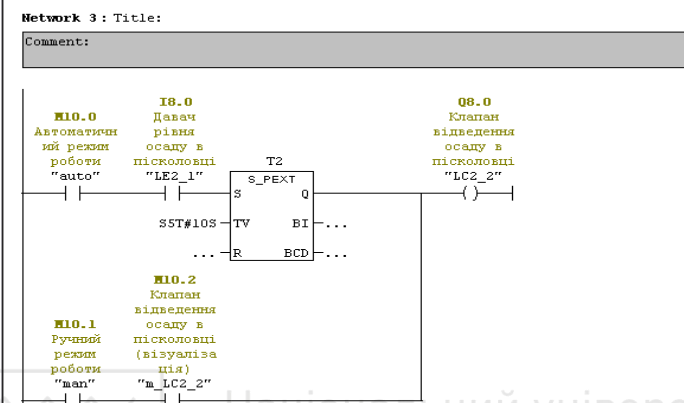 Network 3: Title:
Comment:
M10.0
Автоматичн
ий режим
роботи
"auto"
I8.0
Давач
рівня
осаду в
пісколовці
"LE2_1"
T2
S_PEXT
S
Q
S5T#10S
TV
BI
...
...
R
BCD
...
Q8.0
Клапан
відведення
осаду в
пісколовці
"LC2_2"
M10.1
Ручний
режим
роботи
"man"
M10.2
Клапан
відведення
осаду в
пісколовці
(візуаліза
ція)
"m_LC2_2"